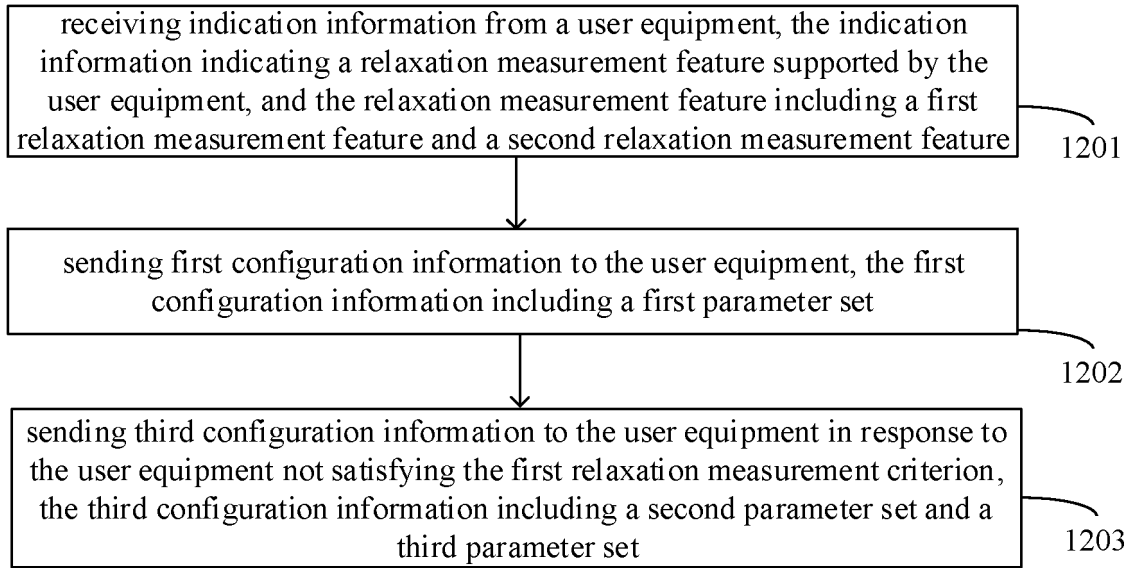 receiving indication information from a user equipment, the indication
information indicating a relaxation measurement feature supported by the
user equipment, and the relaxation measurement feature including a first
relaxation measurement feature and a second relaxation measurement feature
1201
sending first configuration information to the user equipment, the first
configuration information including a first parameter set
1202
sending third configuration information to the user equipment in response to
the user equipment not satisfying the first relaxation measurement criterion,
the third configuration information including a second parameter set and a
third parameter set
1203